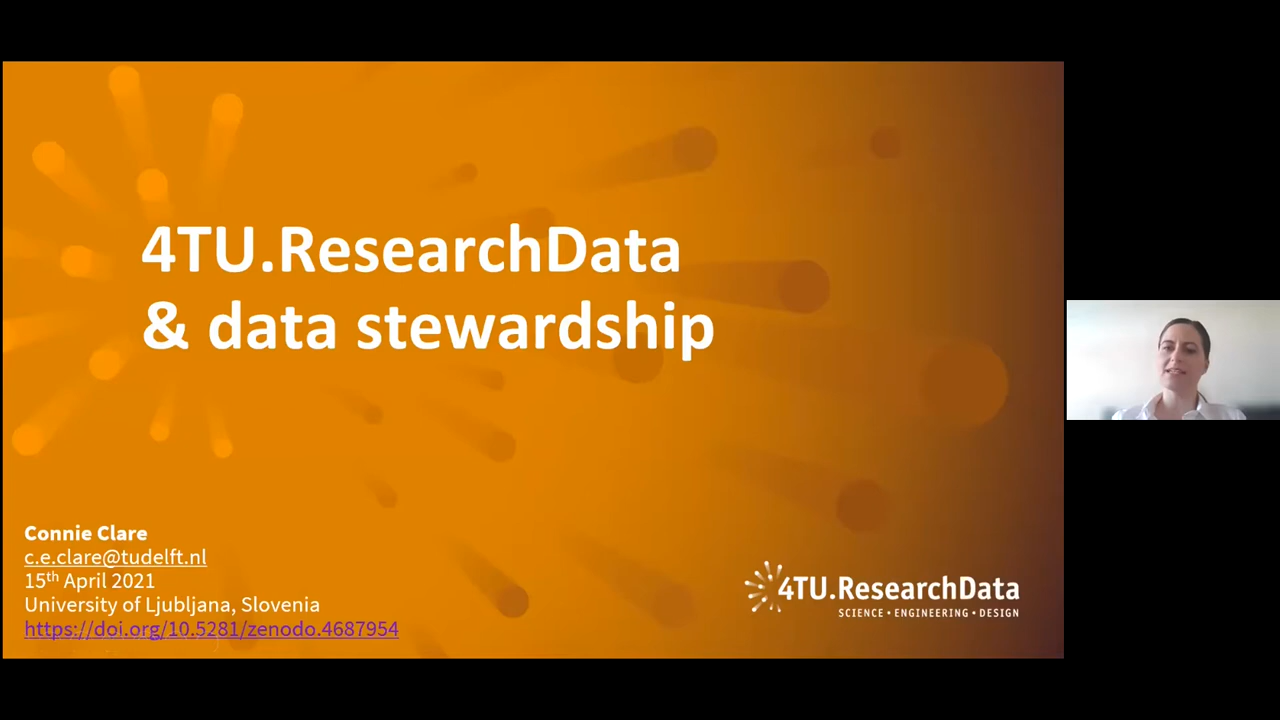 4TU.ResearchData
& data stewardship
Connie Clare
c.e.clare@tudelft.nl
15th April 2021
University of Ljubljana, Slovenia
https://doi.org/10.5281/zenodo.4687954
4TU.ResearchData
SCIENCE • ENGINEERING • DESIGN